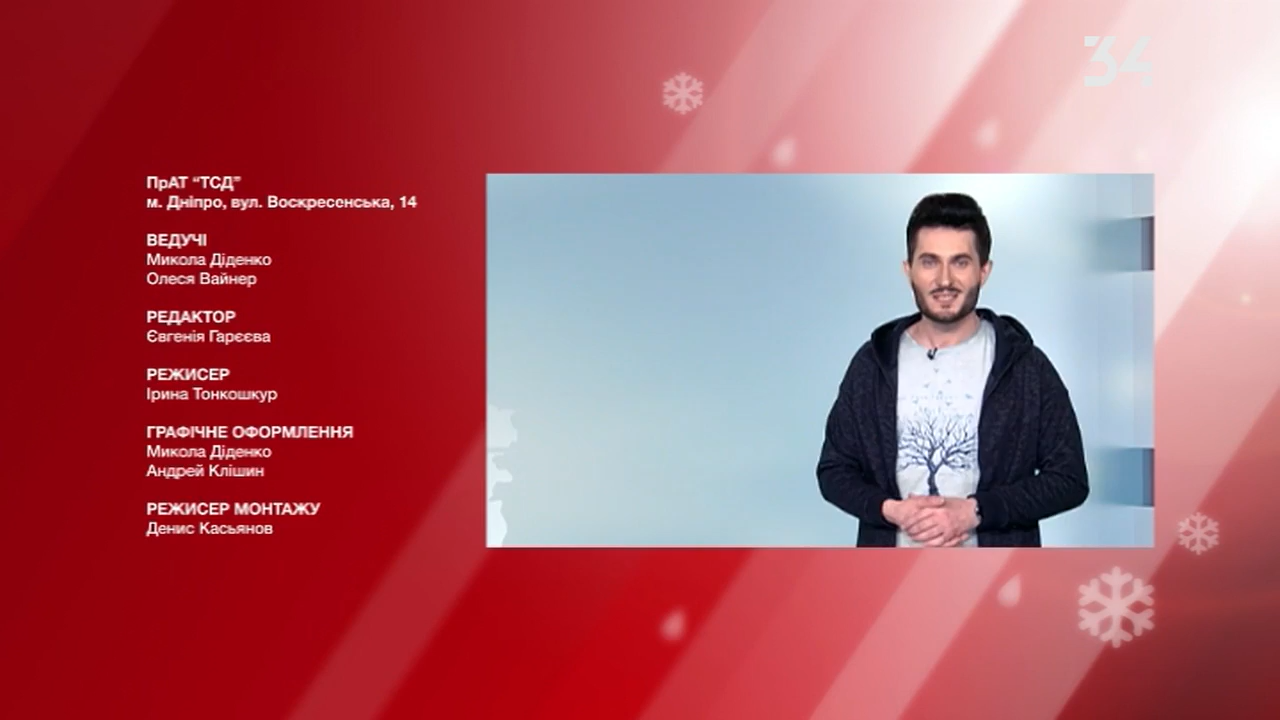 34
ПрАТ “ТСД”
м. Дніпро, вул. Воскресенська, 14
ВЕДУЧІ
Микола Діденко
Олеся Вайнер
РЕДАКТОР
Євгенія Гарєєва
РЕЖИСЕР
Ірина Тонкошкур
ГРАФІЧНЕ ОФОРМЛЕННЯ
Микола Діденко
Андрей Клішин
РЕЖИСЕР МОНТАЖУ
Денис Касьянов